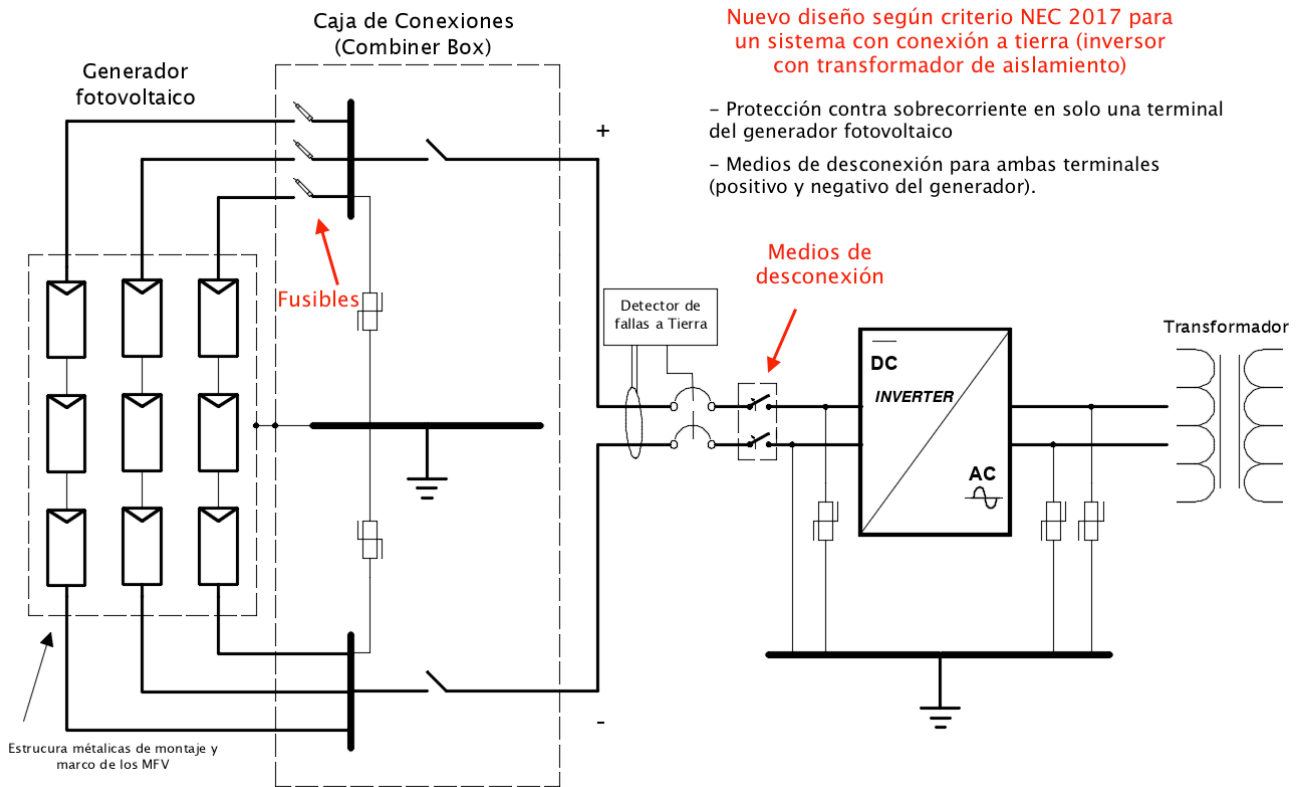 Caja de Conexiones
(Combiner Box)
Nuevo diseño según criterio NEC 2017 para
un sistema con conexión a tierra (inversor
con transformador de aislamiento)
Generador
fotovoltaico
– Protección contra sobrecorriente en solo una terminal
del generador fotovoltaico
– Medios de desconexión para ambas terminales
(positivo y negativo del generador).
+
Fusibles
Medios de
desconexión
Detector de
fallas a Tierra
Transformador
DC
INVERTER
AC
-
Estrucura métalicas de montaje y
marco de los MFV